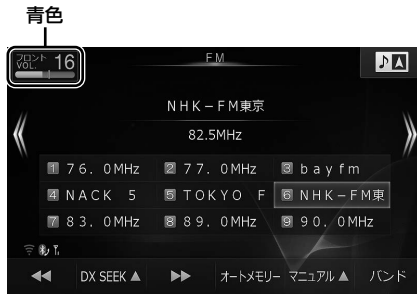 青色
フロント
VOL. 16
FM
NHK－FM東京
82.5MHz
1 76. 0MHz 2 77. 0MHz 3 bayfm
4 NACK 5 5 TOKYO F 6 NHK－FM東
7 83. 0MHz 8 89. 0MHz 9 90. 0MHz
DX SEEK ▲ オートメモリー マニュアル ▲ バンド